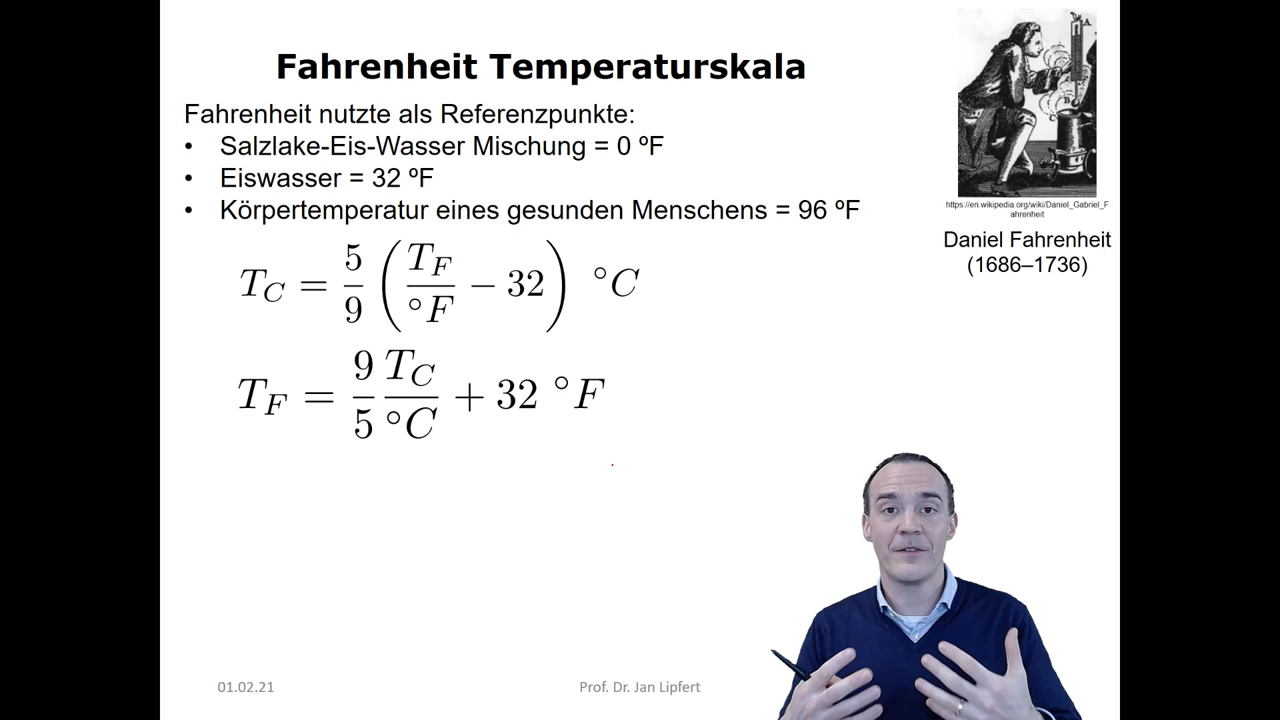 Fahrenheit Temperaturskala
Fahrenheit nutzte als Referenzpunkte:
• Salzlake-Eis-Wasser Mischung = 0 ºF
• Eiswasser = 32 ºF
• Körpertemperatur eines gesunden Menschens = 96 ºF
T_C = 5/9 (T_F/°F − 32) °C
T_F = 9/5 T_C/°C + 32 °F
A
B
https://en.wikipedia.org/wiki/Daniel_Gabriel_F
ahrenheit
Daniel Fahrenheit
(1686–1736)
01.02.21
Prof. Dr. Jan Lipfert